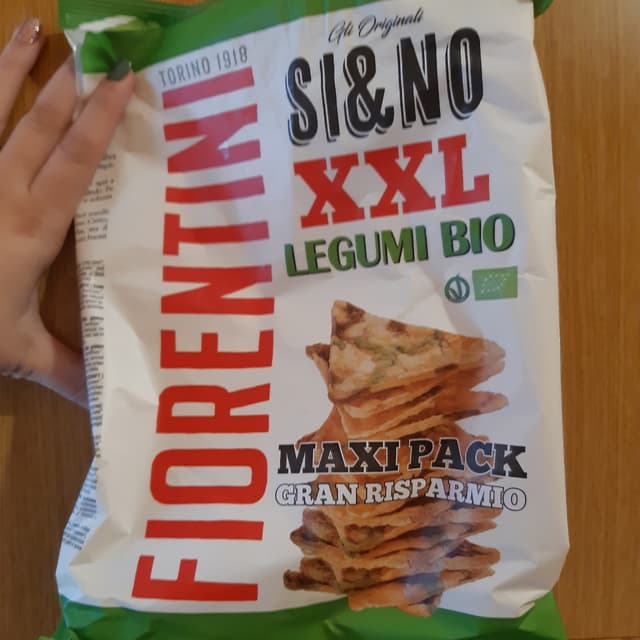 TORINO 1918
FIORENTINI
Gli Originali
SI&NO
XXL
LEGUMI BIO
MAXI PACK
GRAN RISPARMIO